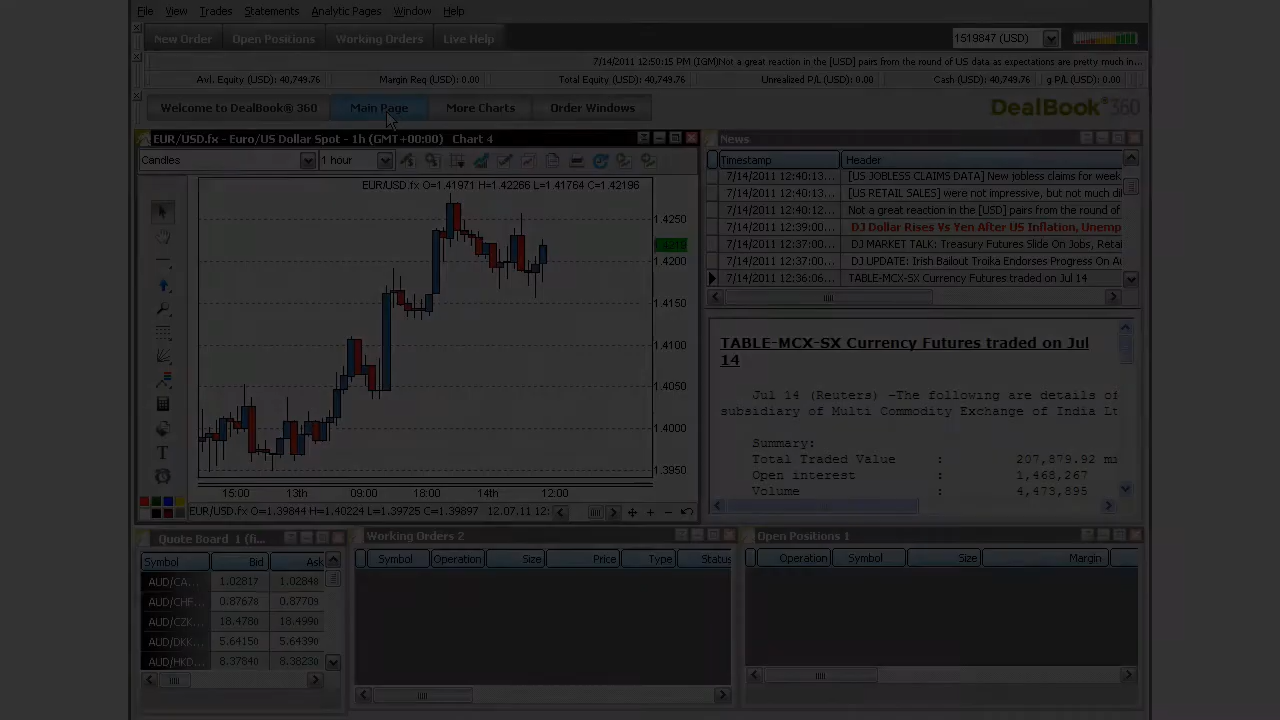 File View Trades Statements Analytic Pages Window Help
New Order Open Positions Working Orders Live Help 1519847 (USD)
7/14/2011 12:50:15 PM (IGM)Not a great reaction in the [USD] pairs from the round of US data as expectations are pretty much in...
Avl. Equity (USD): 40,749.76 Margin Req (USD): 0.00 Total Equity (USD): 40,749.76 Unrealized P/L (USD): 0.00 Cash (USD): 40,749.76 g P/L (USD): 0.00
Welcome to DealBook® 360 Main Page More Charts Order Windows DealBook®360
EUR/USD.fx - Euro/US Dollar Spot - 1h (GMT+00:00) Chart 4
Candles 1 hour
EUR/USD.fx O=1.41971 H=1.42266 L=1.41764 C=1.42196
1.4250
1.4219
1.4200
1.4150
1.4100
1.4050
1.4000
1.3950
15:00 13th 09:00 18:00 14th 12:00
EUR/USD.fx O=1.39844 H=1.40224 L=1.39725 C=1.39897 12.07.11 12:
News
Timestamp Header
7/14/2011 12:40:13... [US JOBLESS CLAIMS DATA] New jobless claims for week
7/14/2011 12:40:13... [US RETAIL SALES] were not impressive, but not much di
7/14/2011 12:40:12... Not a great reaction in the [USD] pairs from the round of
7/14/2011 12:39:00... DJ Dollar Rises Vs Yen After US Inflation, Unemp
7/14/2011 12:37:00... DJ MARKET TALK: Treasury Futures Slide On Jobs, Retai
7/14/2011 12:37:00... DJ UPDATE: Irish Bailout Troika Endorses Progress On Au
7/14/2011 12:36:06... TABLE-MCX-SX Currency Futures traded on Jul 14
TABLE-MCX-SX Currency Futures traded on Jul
14
Jul 14 (Reuters) -The following are details of
subsidiary of Multi Commodity Exchange of India Lt
Summary:
Total Traded Value : 207,879.92 mi
Open interest : 1,468,267
Volume : 4,473,895
Quote Board 1 (fi...
Symbol Bid Ask
AUD/CA... 1.02817 1.02848
AUD/CHF... 0.87670 0.87709
AUD/CZK... 18.4780 18.4990
AUD/DKK... 5.64150 5.64390
AUD/HKD... 8.37840 8.38230
Working Orders 2
Symbol Operation Size Price Type Status
Open Positions 1
Operation Symbol Size Margin